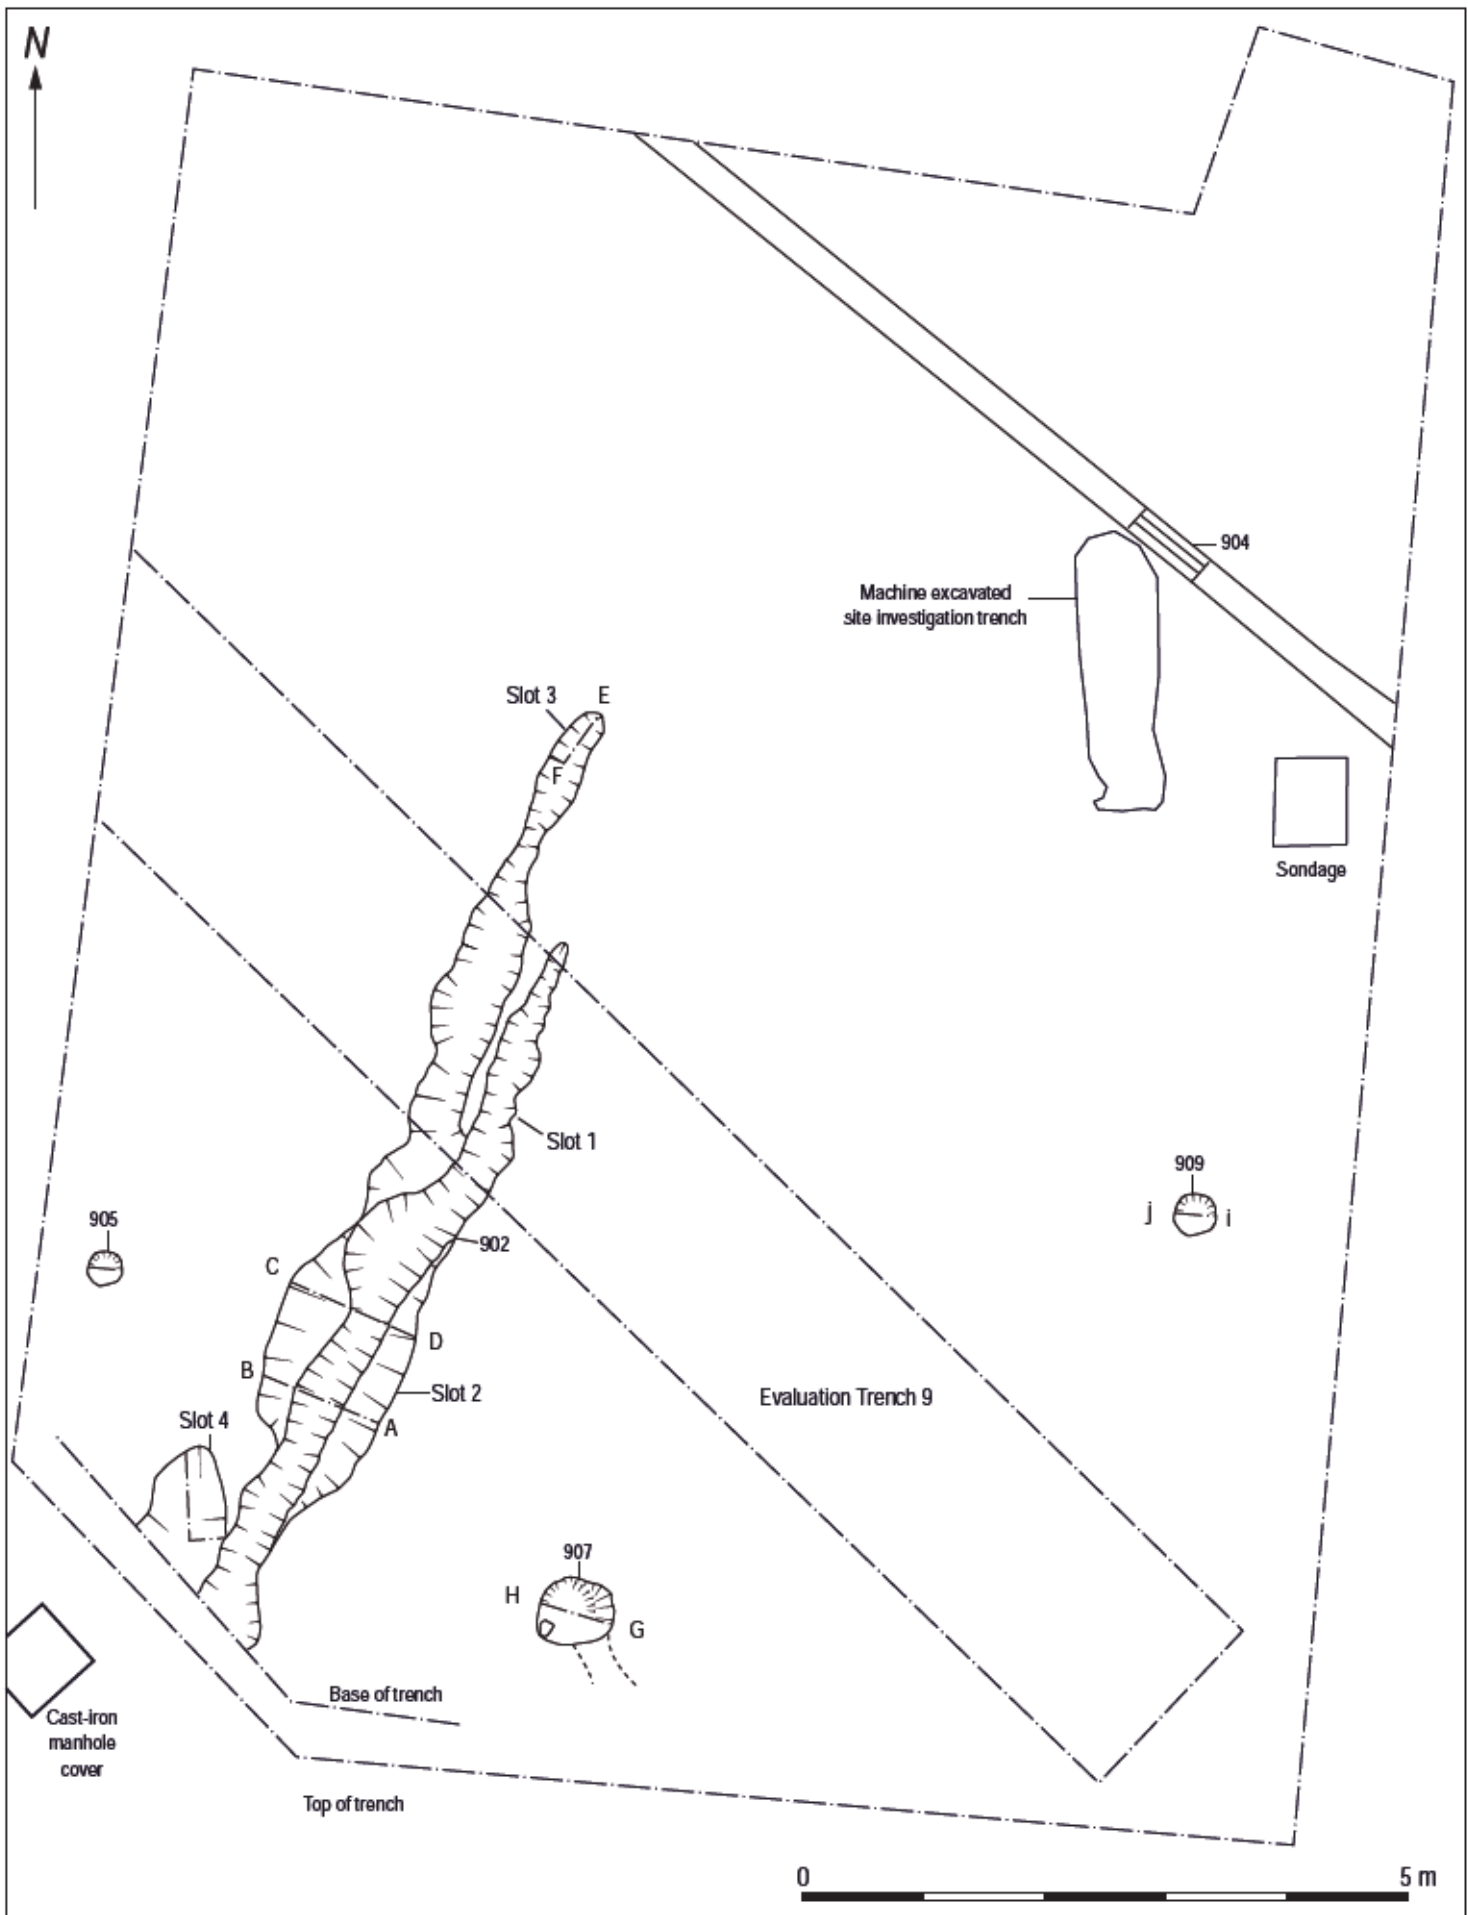 N
904
Machine excavated
site investigation trench
Slot 3
E
F
Sondage
Slot 1
909
j
i
905
902
C
D
B
Slot 2
A
Evaluation Trench 9
Slot 4
907
H
G
Base of trench
Cast-iron
manhole
cover
Top of trench
0
5 m